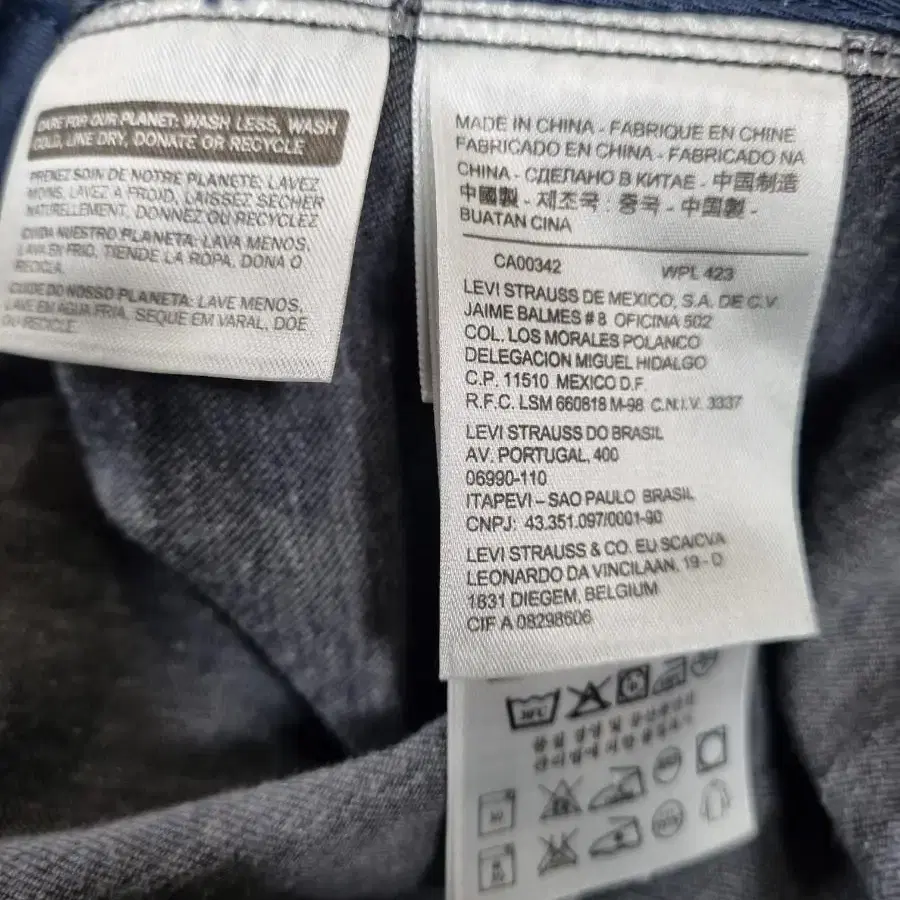 CARE FOR OUR PLANET: WASH LESS, WASH
COLD, LINE DRY, DONATE OR RECYCLE
PRENEZ SOIN DE NOTRE PLANETE: LAVEZ
MOINS, LAVEZ A FROID, LAISSEZ SECHER
NATURELLEMENT, DONNEZ OU RECYCLEZ
CUIDA NUESTRO PLANETA: LAVA MENOS,
LAVA EN FRIO, TIENDE LA ROPA, DONA O
RECICLA.
CUIDE DO NOSSO PLANETA: LAVE MENOS,
LAVE EM AGUA FRIA, SEQUE EM VARAL, DOE
OU RECICLE.
MADE IN CHINA - FABRIQUE EN CHINE
FABRICADO EN CHINA - FABRICADO NA
CHINA - СДЕЛАНО В КИТАЕ - 中国制造
中國製 - 제조국 : 중국 - 中國製 -
BUATAN CINA
CA00342 WPL 423
LEVI STRAUSS DE MEXICO, S.A. DE C.V.
JAIME BALMES # 8 OFICINA 502
COL. LOS MORALES POLANCO
DELEGACION MIGUEL HIDALGO
C.P. 11510 MEXICO D.F.
R.F.C. LSM 660818 M-98 C.N.I.V. 3337
LEVI STRAUSS DO BRASIL
AV. PORTUGAL, 400
06990-110
ITAPEVI – SAO PAULO BRASIL
CNPJ: 43.351.097/0001-90
LEVI STRAUSS & CO. EU SCA/CVA
LEONARDO DA VINCILAAN, 19 - D
1831 DIEGEM, BELGIUM
CIF A 08298606